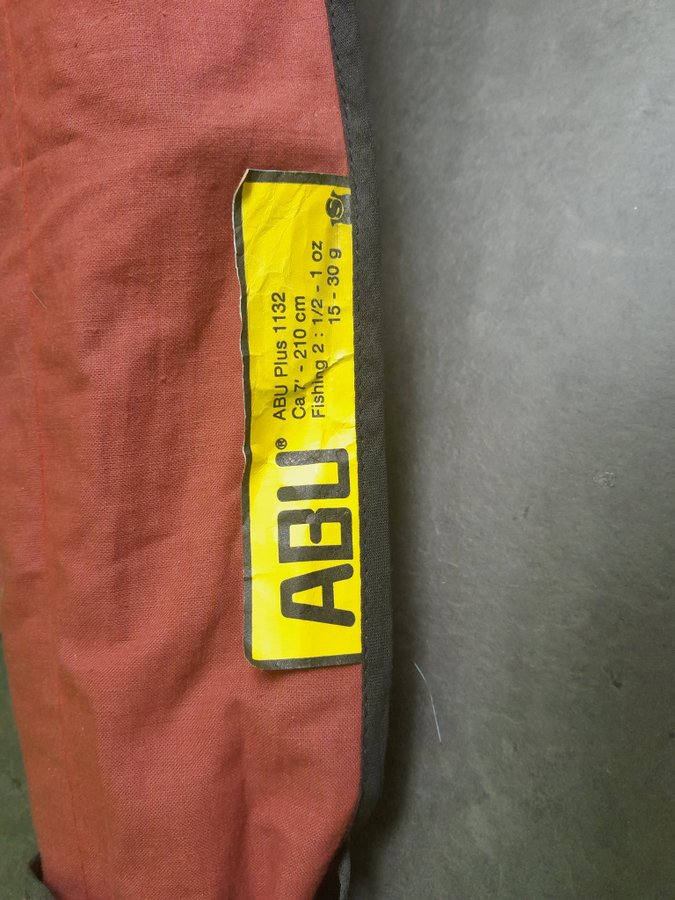 ABU®
ABU Plus 1132
Ca 7' - 210 cm
Fishing 2 : 1/2 - 1 oz
15 - 30 g
S